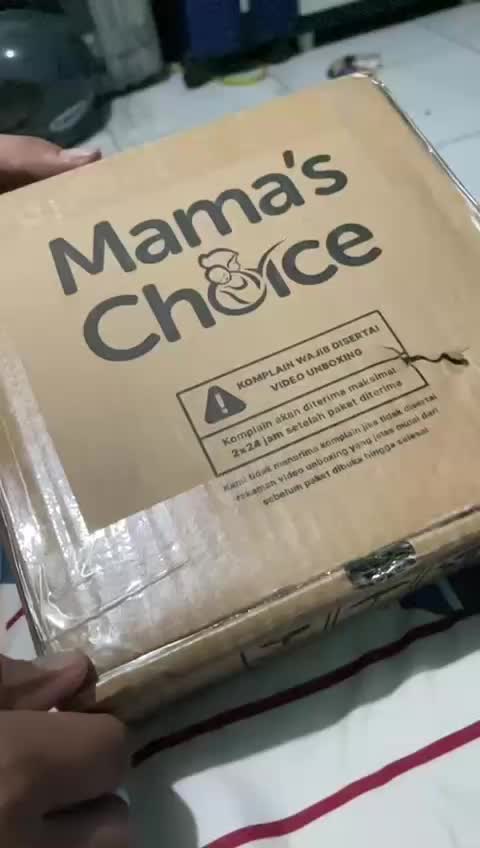 Mama's
Choice
KOMPLAIN WAJIB DISERTAI
VIDEO UNBOXING
Komplain akan diterima maksimal
2x24 jam setelah paket diterima
Kami tidak menerima komplain jika tidak disertai
rekaman video unboxing yang jelas mulai dari
sebelum paket dibuka hingga selesai